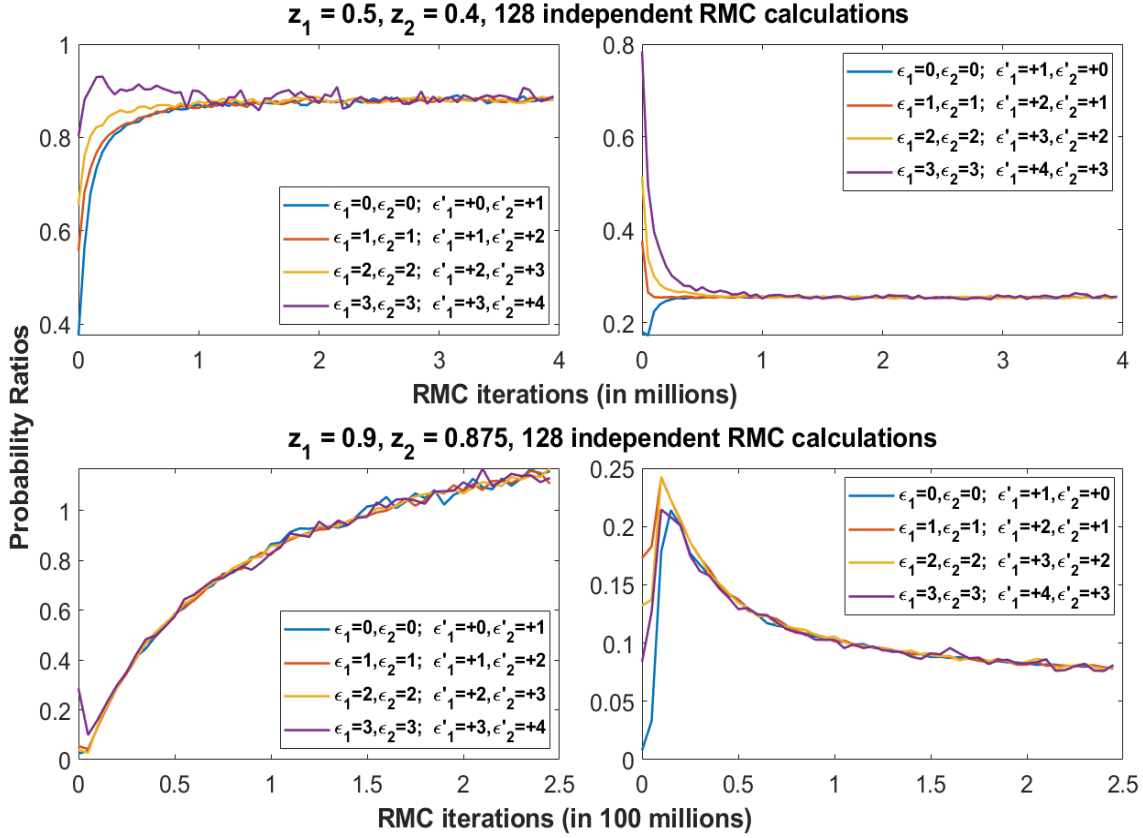 z₁ = 0.5, z₂ = 0.4, 128 independent RMC calculations
1
0.8
0.6
0.4
0 1 2 3 4
ϵ₁=0,ϵ₂=0; ϵ'₁=+0,ϵ'₂=+1
ϵ₁=1,ϵ₂=1; ϵ'₁=+1,ϵ'₂=+2
ϵ₁=2,ϵ₂=2; ϵ'₁=+2,ϵ'₂=+3
ϵ₁=3,ϵ₂=3; ϵ'₁=+3,ϵ'₂=+4
0.8
0.6
0.4
0.2
0 1 2 3 4
ϵ₁=0,ϵ₂=0; ϵ'₁=+1,ϵ'₂=+0
ϵ₁=1,ϵ₂=1; ϵ'₁=+2,ϵ'₂=+1
ϵ₁=2,ϵ₂=2; ϵ'₁=+3,ϵ'₂=+2
ϵ₁=3,ϵ₂=3; ϵ'₁=+4,ϵ'₂=+3
RMC iterations (in millions)
Probability Ratios
z₁ = 0.9, z₂ = 0.875, 128 independent RMC calculations
1
0.8
0.6
0.4
0.2
0
0 0.5 1 1.5 2 2.5
ϵ₁=0,ϵ₂=0; ϵ'₁=+0,ϵ'₂=+1
ϵ₁=1,ϵ₂=1; ϵ'₁=+1,ϵ'₂=+2
ϵ₁=2,ϵ₂=2; ϵ'₁=+2,ϵ'₂=+3
ϵ₁=3,ϵ₂=3; ϵ'₁=+3,ϵ'₂=+4
0.25
0.2
0.15
0.1
0.05
0
0 0.5 1 1.5 2 2.5
ϵ₁=0,ϵ₂=0; ϵ'₁=+1,ϵ'₂=+0
ϵ₁=1,ϵ₂=1; ϵ'₁=+2,ϵ'₂=+1
ϵ₁=2,ϵ₂=2; ϵ'₁=+3,ϵ'₂=+2
ϵ₁=3,ϵ₂=3; ϵ'₁=+4,ϵ'₂=+3
RMC iterations (in 100 millions)